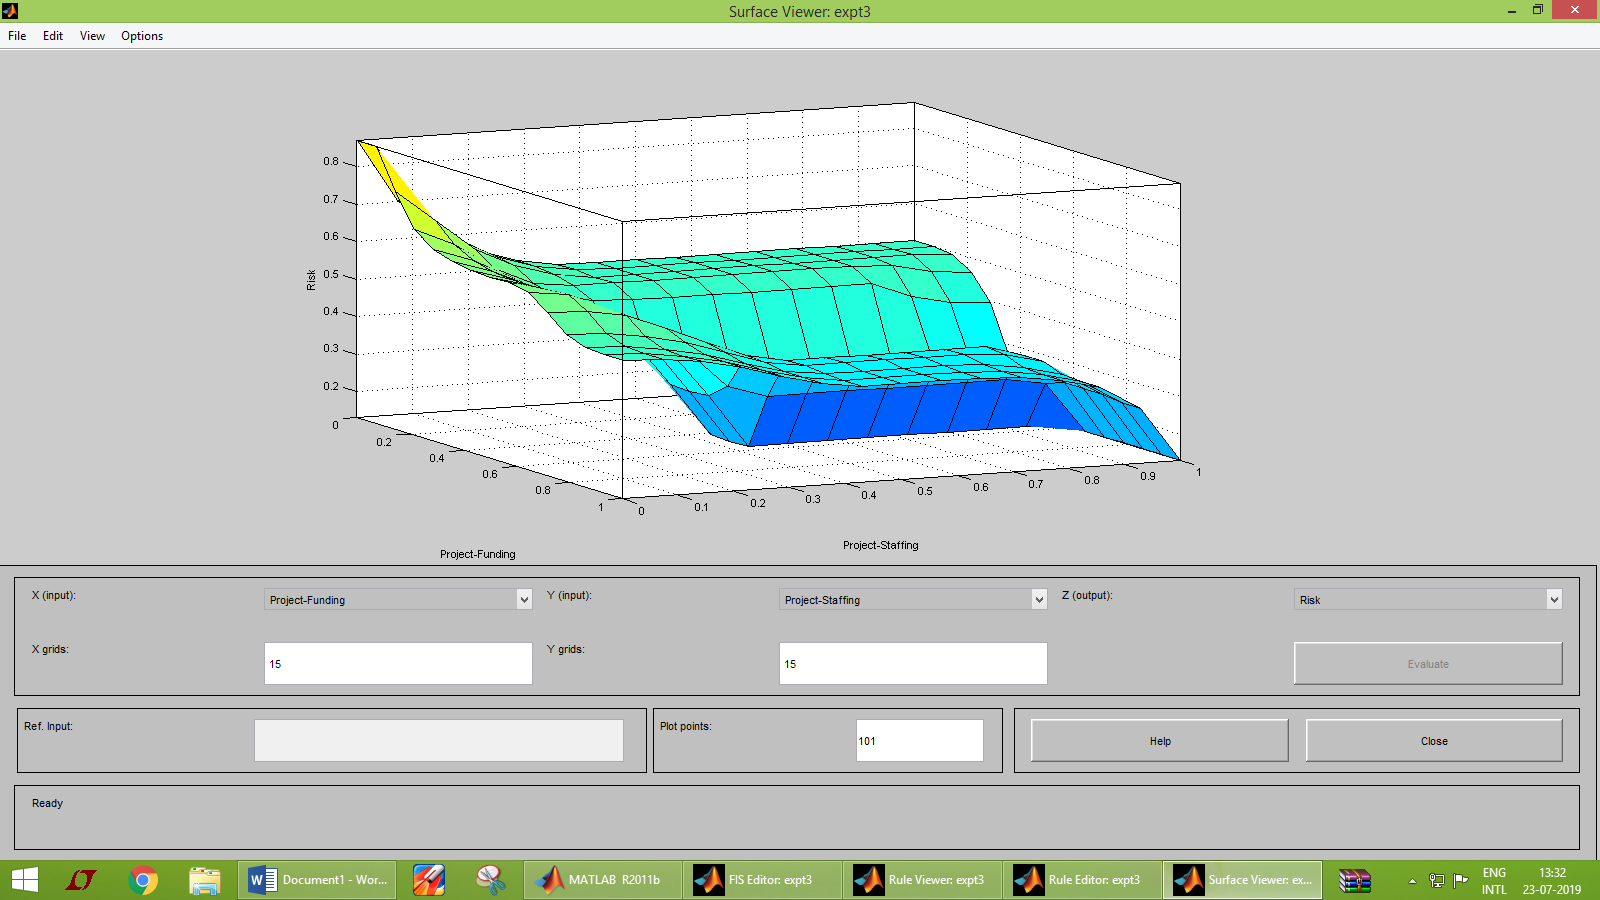 Surface Viewer: expt3
File Edit View Options
0.8
0.7
0.6
0.5
0.4
0.3
0.2
Risk
0
0.2
0.4
0.6
0.8
1
0
0.1
0.2
0.3
0.4
0.5
0.6
0.7
0.8
0.9
1
Project-Funding
Project-Staffing
X (input): Project-Funding Y (input): Project-Staffing Z (output): Risk
X grids: 15 Y grids: 15 Evaluate
Ref. Input: Plot points: 101 Help Close
Ready
Document1 - Wor... MATLAB R2011b FIS Editor: expt3 Rule Viewer: expt3 Rule Editor: expt3 Surface Viewer: ex...
ENG 13:32
INTL 23-07-2019